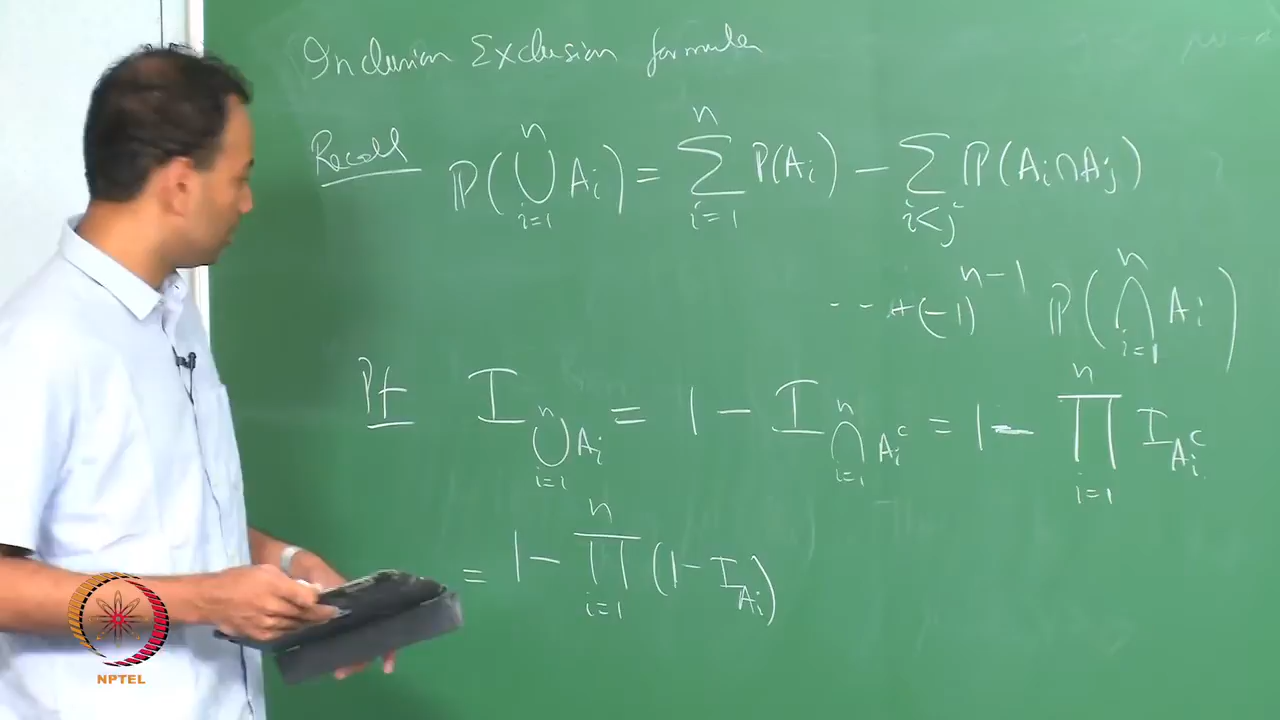 Inclusion Exclusion formula
Recall ℙ(⋃_{i=1}^{n} A_i) = ∑_{i=1}^{n} ℙ(A_i) − ∑_{i<j} ℙ(A_i ∩ A_j)
··· +(−1)^{n−1} ℙ(⋂_{i=1}^{n} A_i)
Pf I_{⋃_{i=1}^{n} A_i} = 1 − I_{⋂_{i=1}^{n} A_i^c} = 1 − ∏_{i=1}^{n} I_{A_i^c}
= 1 − ∏_{i=1}^{n} (1 − I_{A_i})
NPTEL